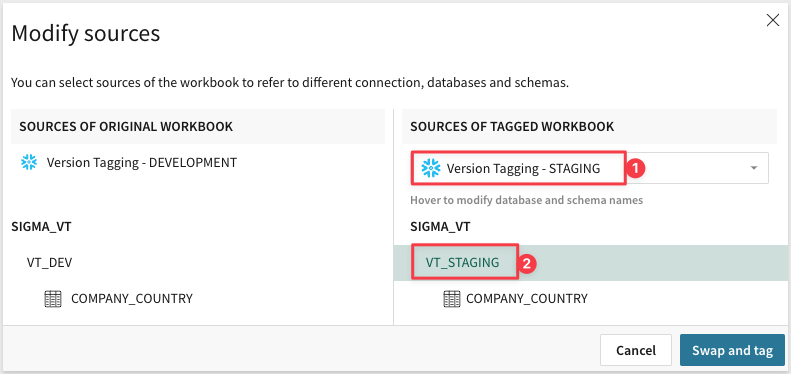 Modify sources
You can select sources of the workbook to refer to different connection, databases and schemas.
SOURCES OF ORIGINAL WORKBOOK
SOURCES OF TAGGED WORKBOOK
Version Tagging - DEVELOPMENT
Version Tagging - STAGING
1
Hover to modify database and schema names
SIGMA_VT
SIGMA_VT
VT_DEV
VT_STAGING
2
COMPANY_COUNTRY
COMPANY_COUNTRY
Cancel
Swap and tag